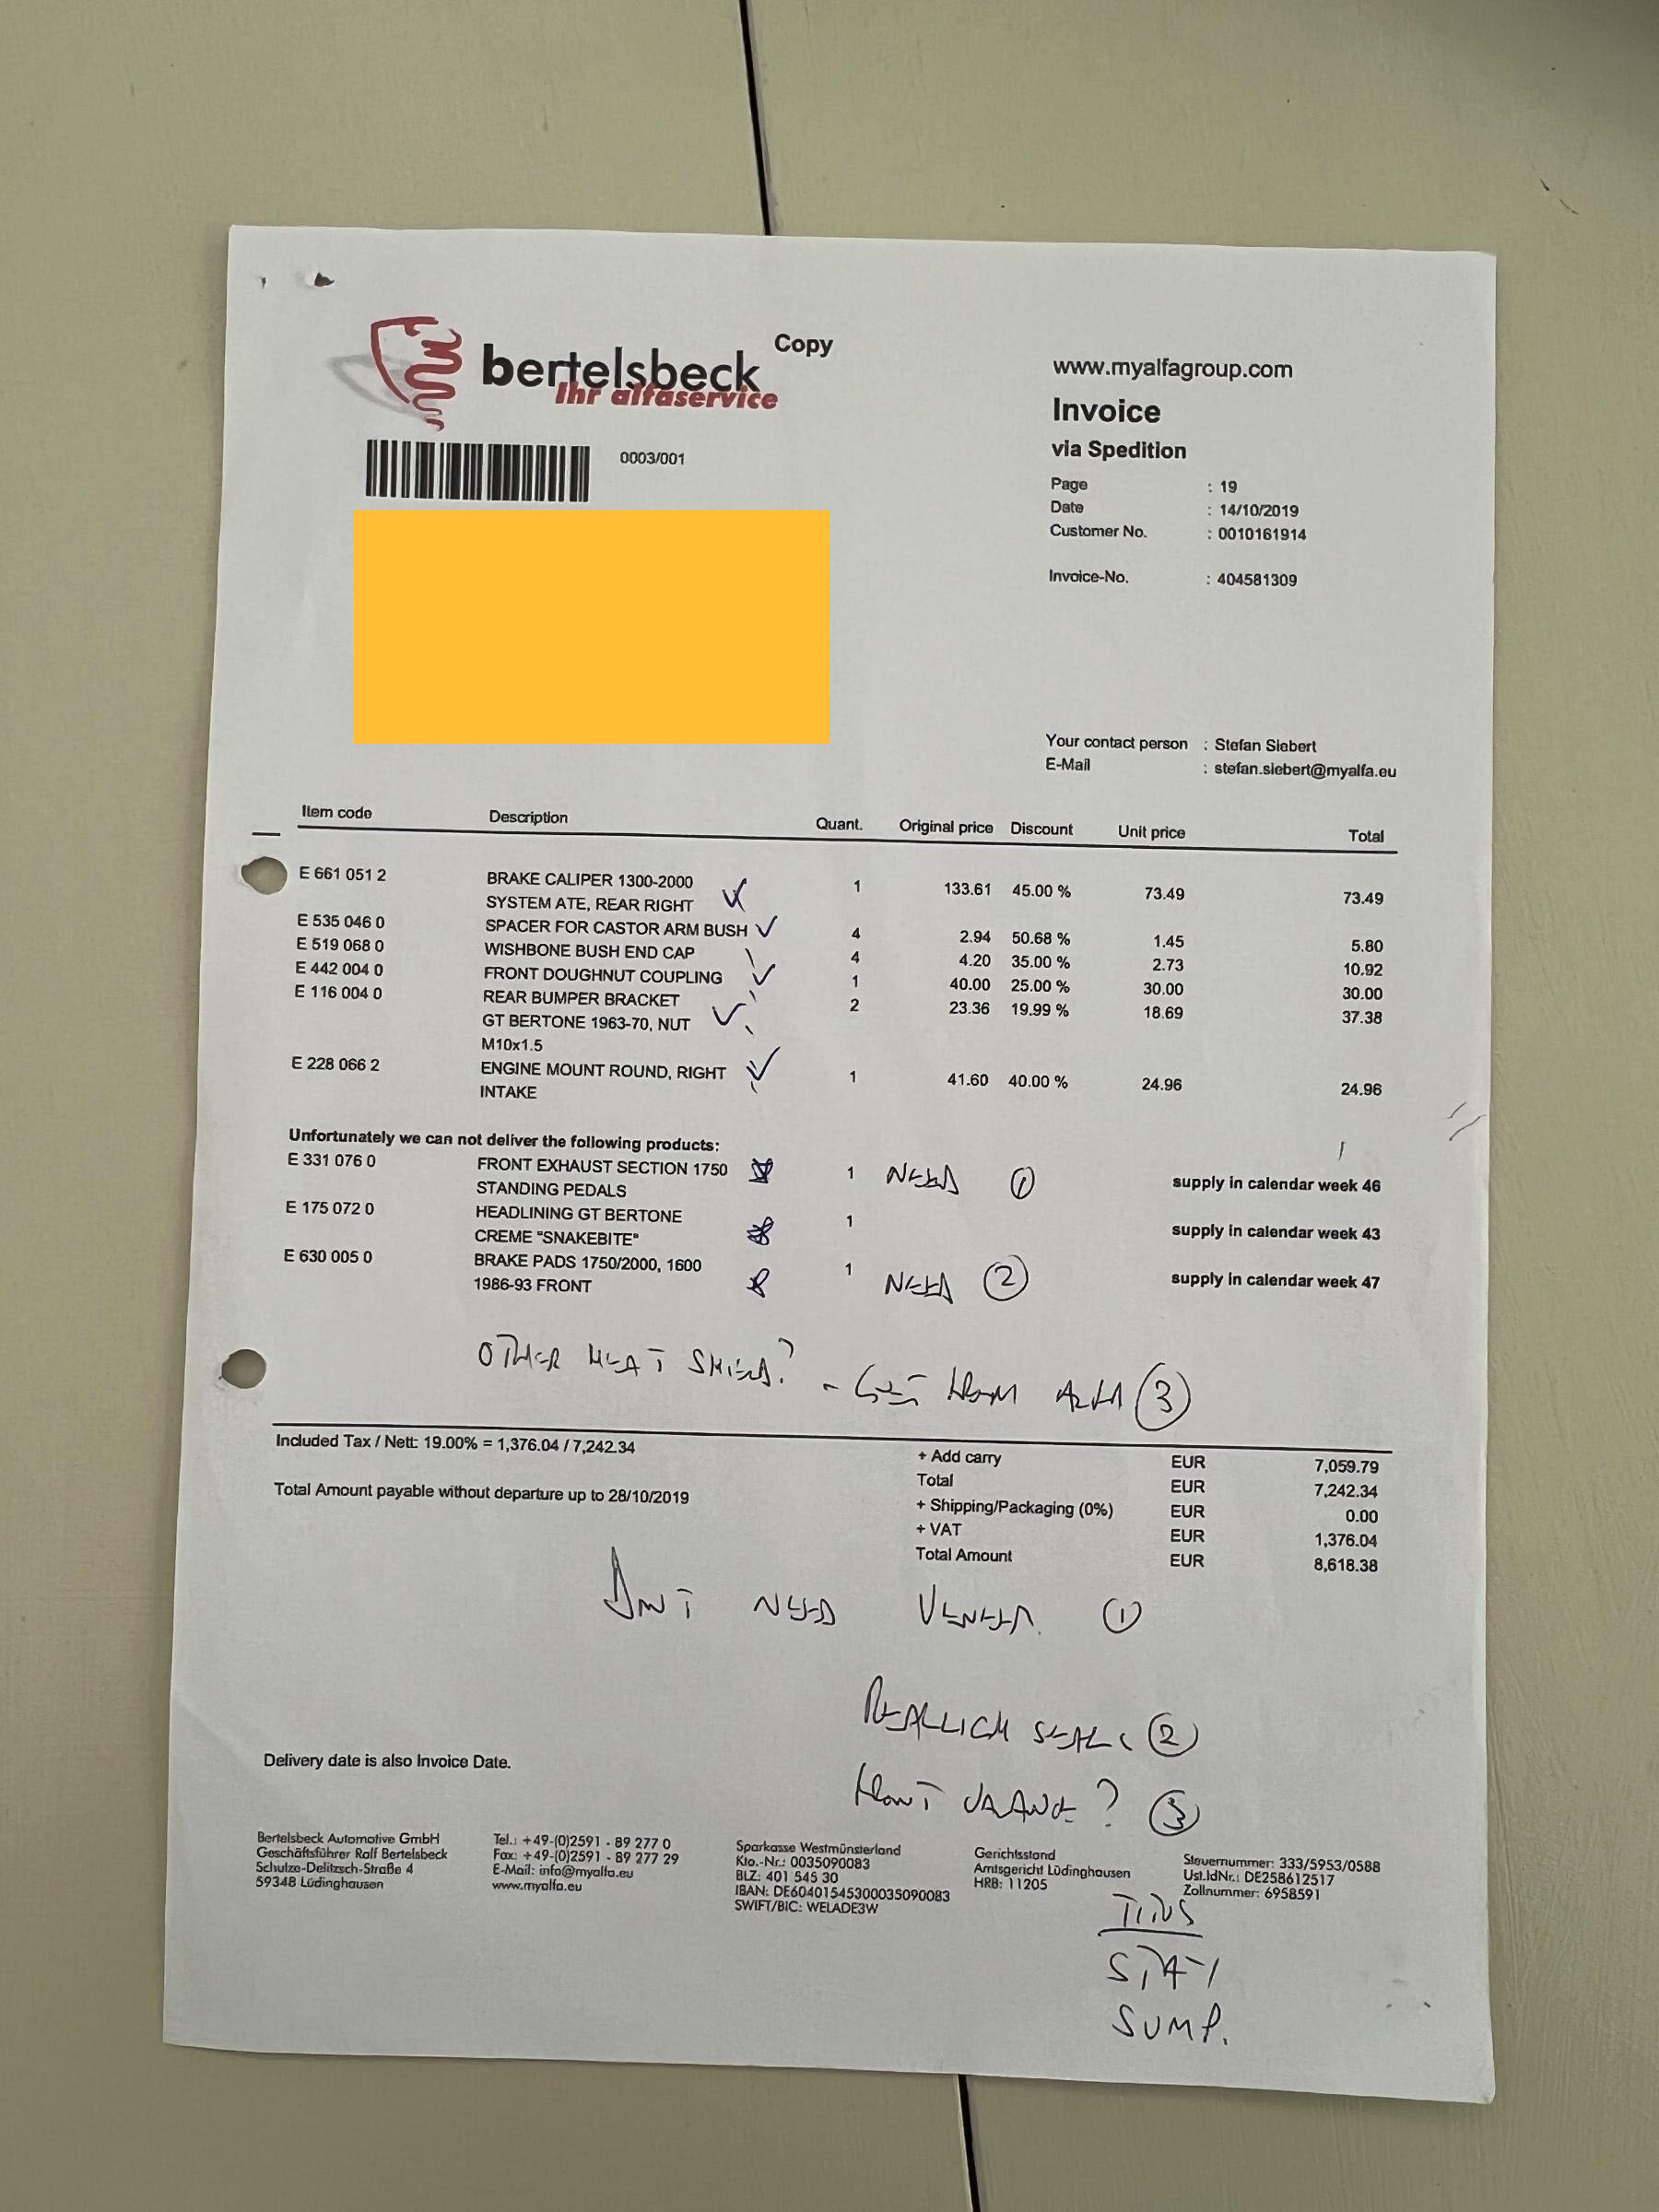 bertelsbeck
Ihr alfaservice
Copy
0003/001
www.myalfagroup.com
Invoice
via Spedition
Page : 19
Date : 14/10/2019
Customer No. : 0010161914
Invoice-No. : 404581309
Your contact person : Stefan Siebert
E-Mail : stefan.siebert@myalfa.eu
Item code Description Quant. Original price Discount Unit price Total
E 661 051 2 BRAKE CALIPER 1300-2000 1 133.61 45.00 % 73.49 73.49
SYSTEM ATE, REAR RIGHT
E 535 046 0 SPACER FOR CASTOR ARM BUSH 4 2.94 50.68 % 1.45 5.80
E 519 068 0 WISHBONE BUSH END CAP 4 4.20 35.00 % 2.73 10.92
E 442 004 0 FRONT DOUGHNUT COUPLING 1 40.00 25.00 % 30.00 30.00
E 116 004 0 REAR BUMPER BRACKET 2 23.36 19.99 % 18.69 37.38
GT BERTONE 1963-70, NUT
M10x1.5
E 228 066 2 ENGINE MOUNT ROUND, RIGHT 1 41.60 40.00 % 24.96 24.96
INTAKE
Unfortunately we can not deliver the following products:
E 331 076 0 FRONT EXHAUST SECTION 1750 1 NEED 1 supply in calendar week 46
STANDING PEDALS
E 175 072 0 HEADLINING GT BERTONE 1 supply in calendar week 43
CREME "SNAKEBITE"
E 630 005 0 BRAKE PADS 1750/2000, 1600 1 NEED 2 supply in calendar week 47
1986-93 FRONT
OTHER HEAT SHIELD? - GET FROM 3
Included Tax / Nett: 19.00% = 1,376.04 / 7,242.34
Total Amount payable without departure up to 28/10/2019
+ Add carry EUR 7,059.79
Total EUR 7,242.34
+ Shipping/Packaging (0%) EUR 0.00
+ VAT EUR 1,376.04
Total Amount EUR 8,618.38
DONT NEED 1
2
FRONT ? 3
Delivery date is also Invoice Date.
Bertelsbeck Automotive GmbH
Geschäftsführer Ralf Bertelsbeck
Schulze-Delitzsch-Straße 4
59348 Lüdinghausen
Tel.: +49-(0)2591 - 89 277 0
Fax: +49-(0)2591 - 89 277 29
E-Mail: info@myalfa.eu
www.myalfa.eu
Sparkasse Westmünsterland
Kto.-Nr.: 0035090083
BLZ: 401 545 30
IBAN: DE60401545300035090083
SWIFT/BIC: WELADE3W
Gerichtsstand
Amtsgericht Lüdinghausen
HRB: 11205
Steuernummer: 333/5953/0588
Ust.IdNr.: DE258612517
Zollnummer: 6958591
SUMP.